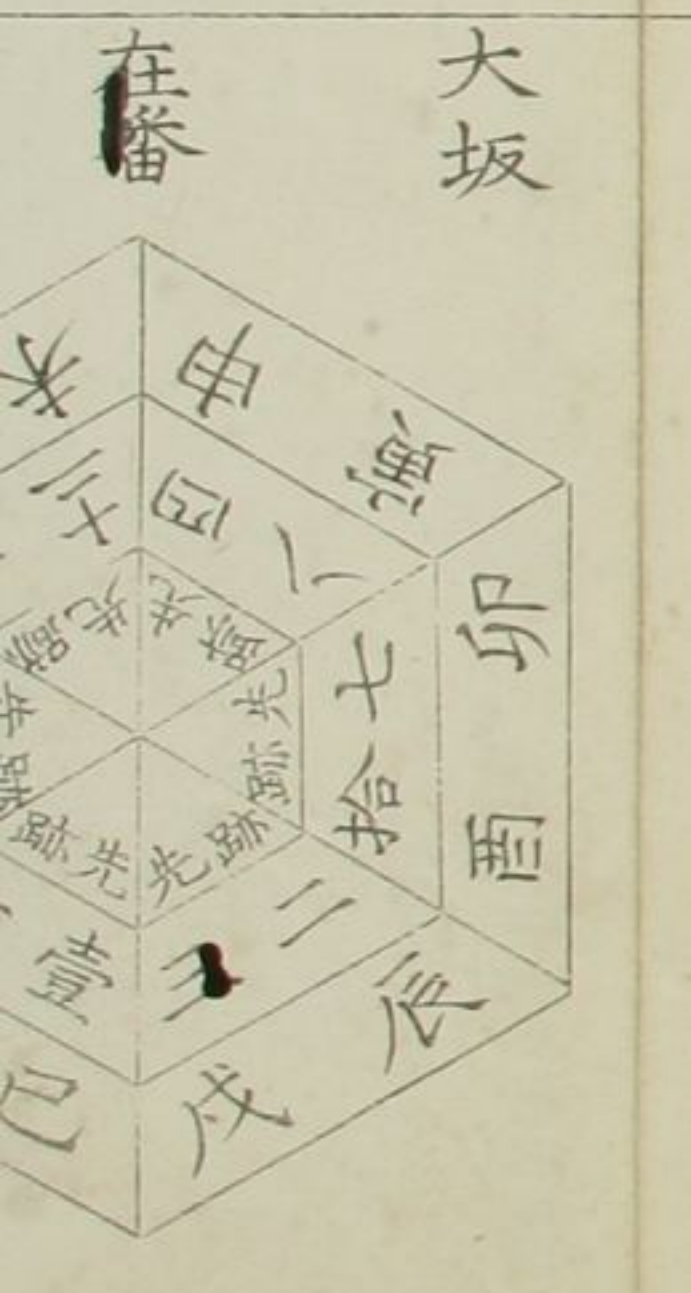 大坂
在番
申 寅
四 八
先 跡
卯 酉
七 拾
先 跡
辰 戌
二
跡 先
巳
壹
先 跡
未
先 跡